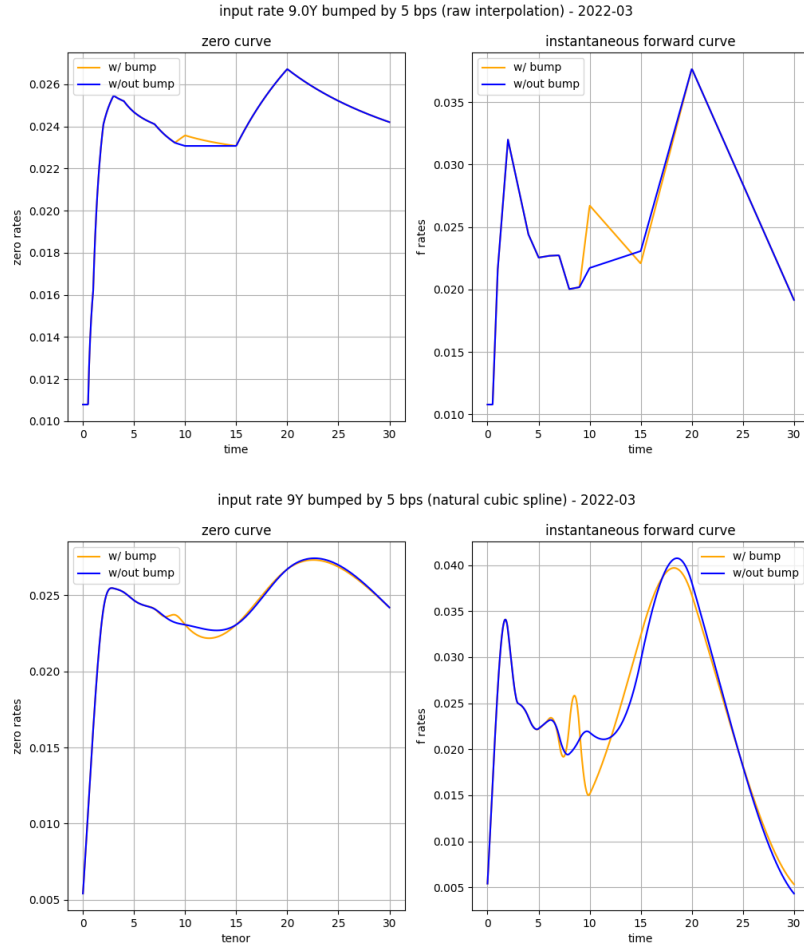 input rate 9.0Y bumped by 5 bps (raw interpolation) - 2022-03
zero curve
w/ bump
w/out bump
zero rates
0.026
0.024
0.022
0.020
0.018
0.016
0.014
0.012
0.010
0 5 10 15 20 25 30
time
instantaneous forward curve
w/ bump
w/out bump
f rates
0.035
0.030
0.025
0.020
0.015
0.010
0 5 10 15 20 25 30
time
input rate 9Y bumped by 5 bps (natural cubic spline) - 2022-03
zero curve
w/ bump
w/out bump
zero rates
0.025
0.020
0.015
0.010
0.005
0 5 10 15 20 25 30
tenor
instantaneous forward curve
w/ bump
w/out bump
f rates
0.040
0.035
0.030
0.025
0.020
0.015
0.010
0.005
0 5 10 15 20 25 30
time